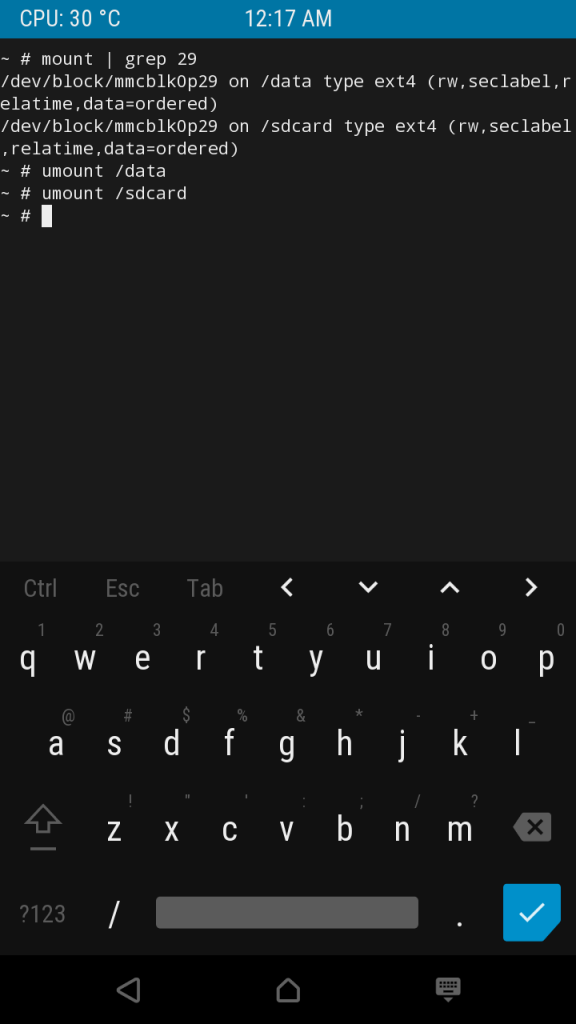 CPU: 30 °C 12:17 AM
~ # mount | grep 29
/dev/block/mmcblk0p29 on /data type ext4 (rw,seclabel,r
elatime,data=ordered)
/dev/block/mmcblk0p29 on /sdcard type ext4 (rw,seclabel
,relatime,data=ordered)
~ # umount /data
~ # umount /sdcard
~ #
Ctrl Esc Tab
1 2 3 4 5 6 7 8 9 0
q w e r t y u i o p
@ # $ % & * - + _
a s d f g h j k l
! " ' : ; / ?
z x c v b n m
?123 / .